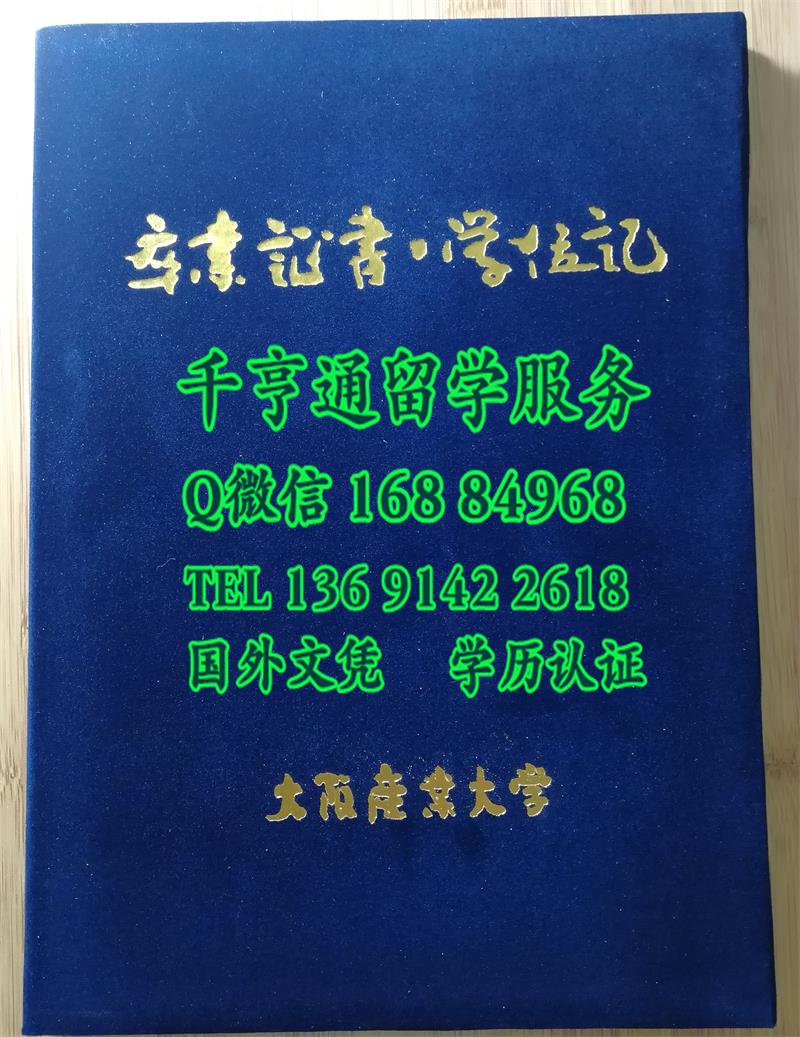 卒業証書・学位記
千亨通留学服务
Q微信 168 84968
TEL 136 9142 2618
国外文凭 学历认证
大阪産業大学